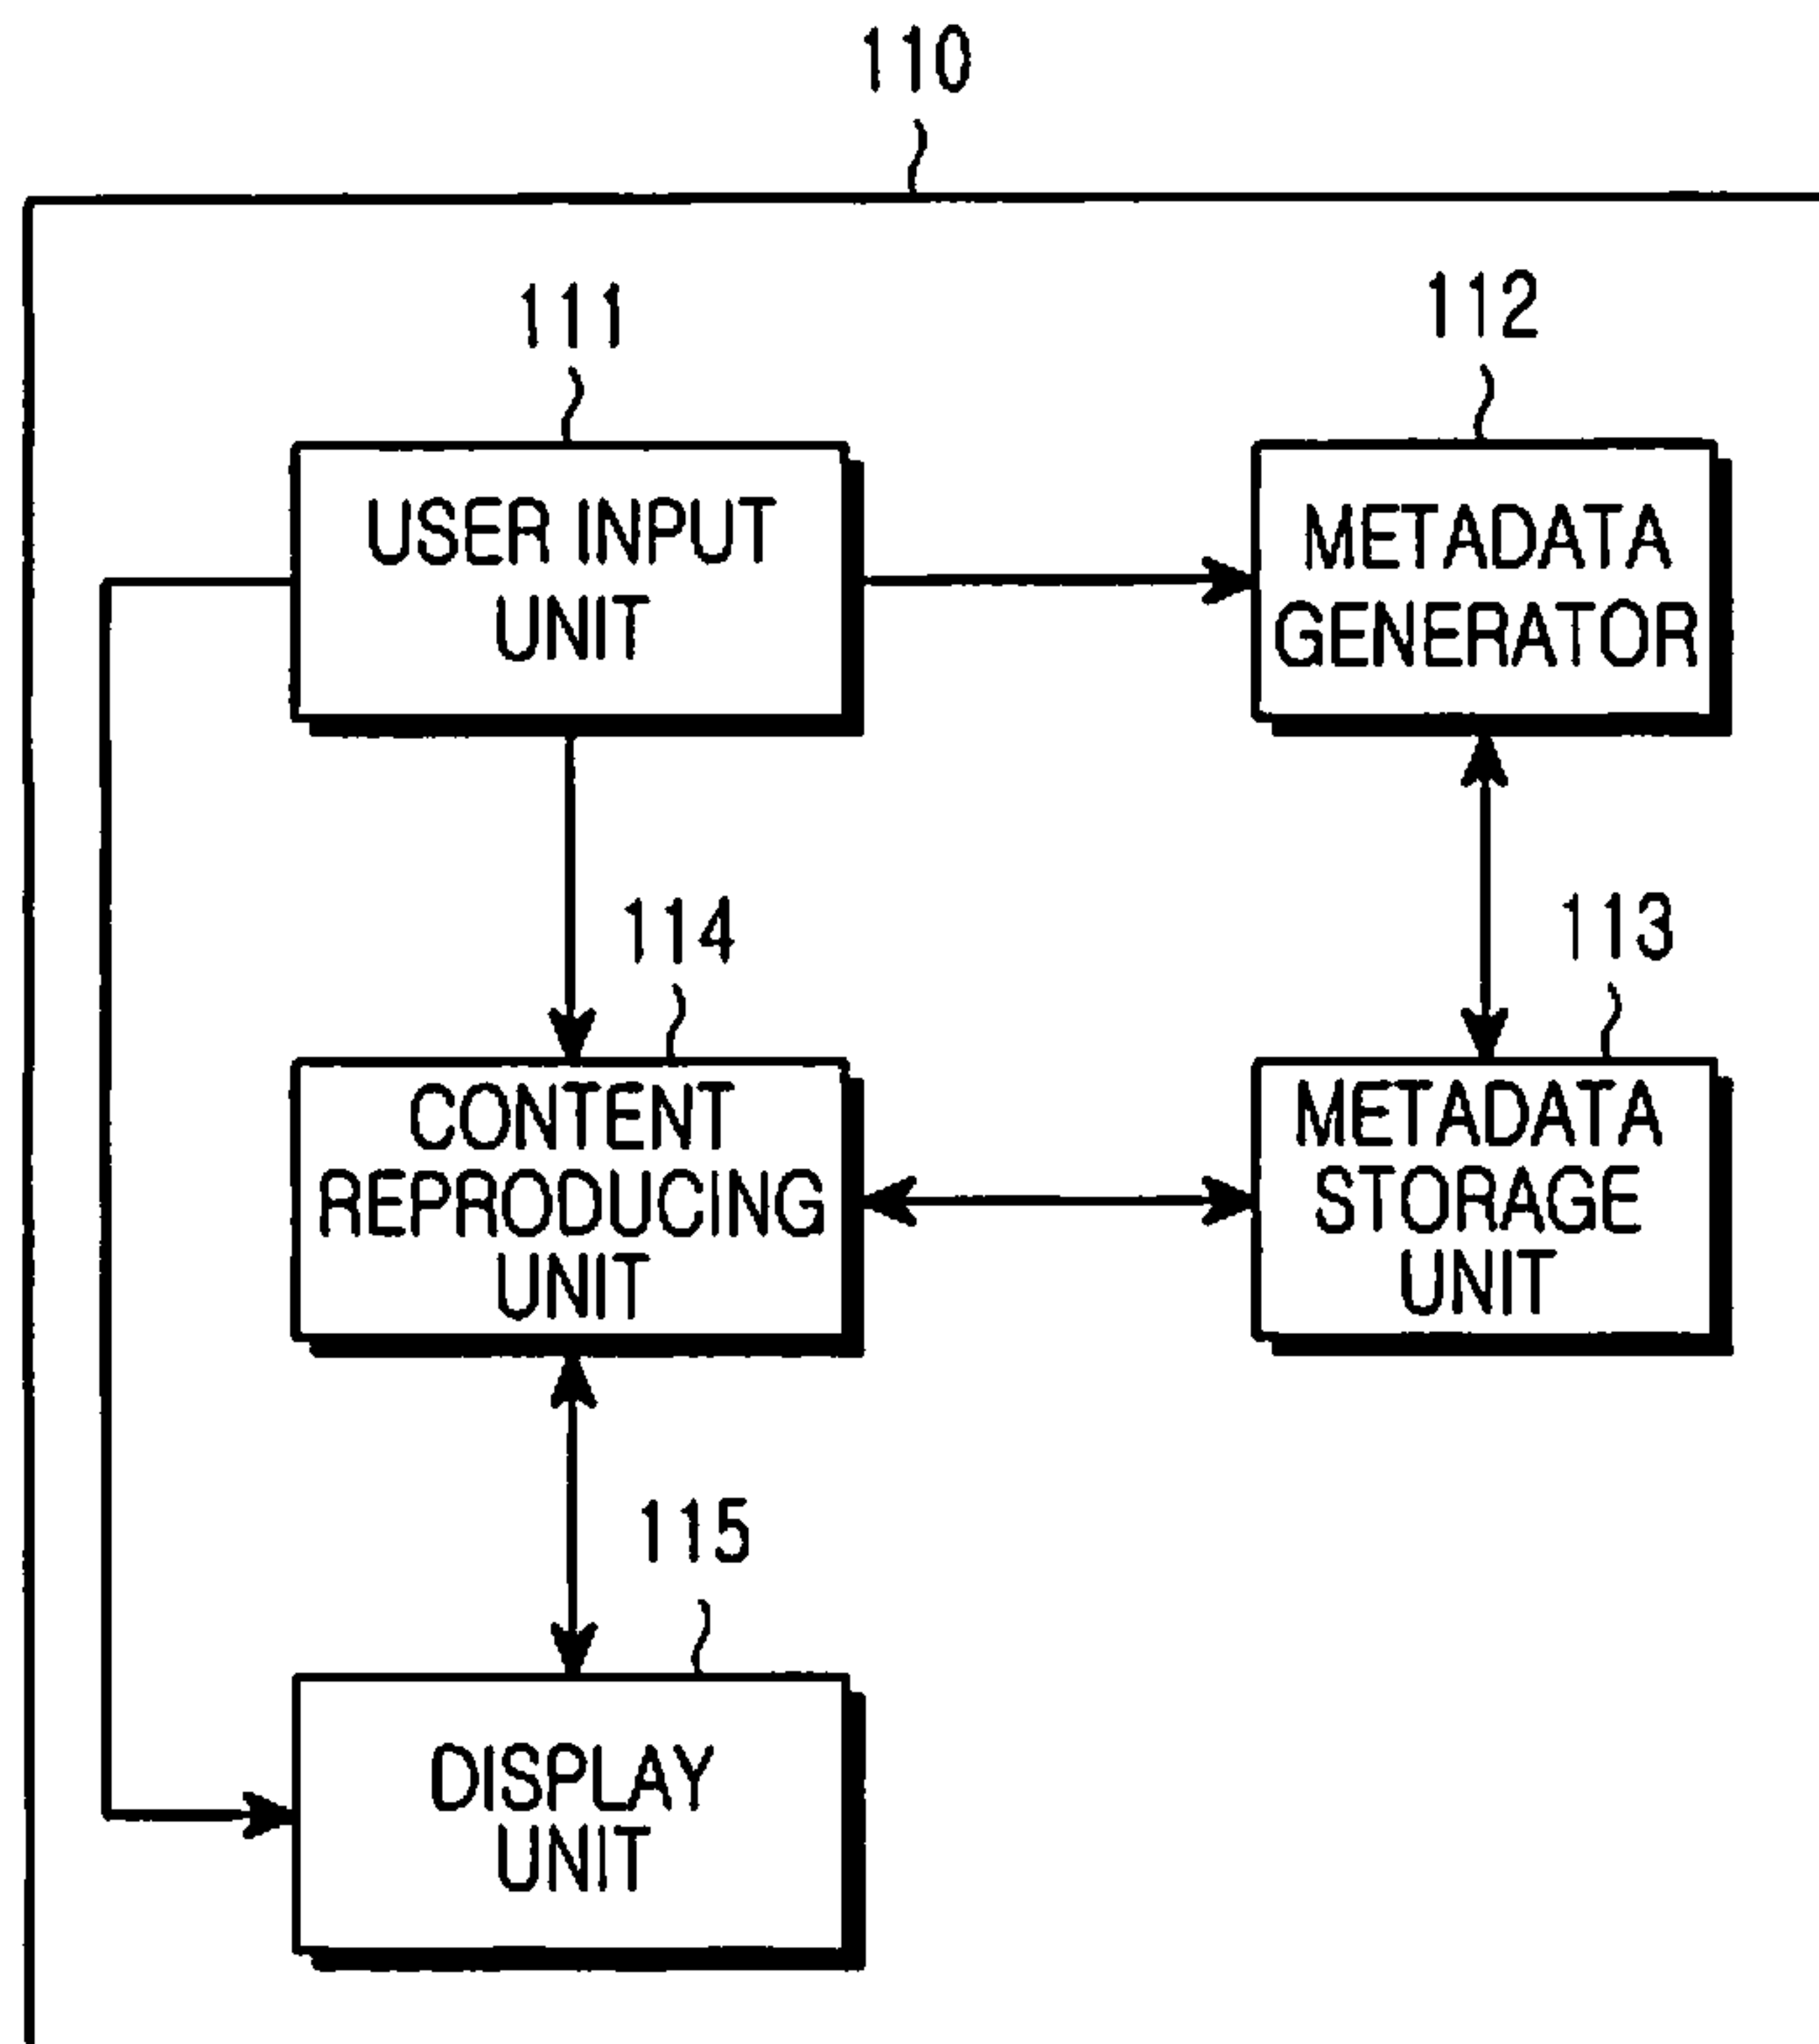 110
111
112
USER INPUT
UNIT
METADATA
GENERATOR
114
113
CONTENT
REPRODUCING
UNIT
METADATA
STORAGE
UNIT
115
DISPLAY
UNIT